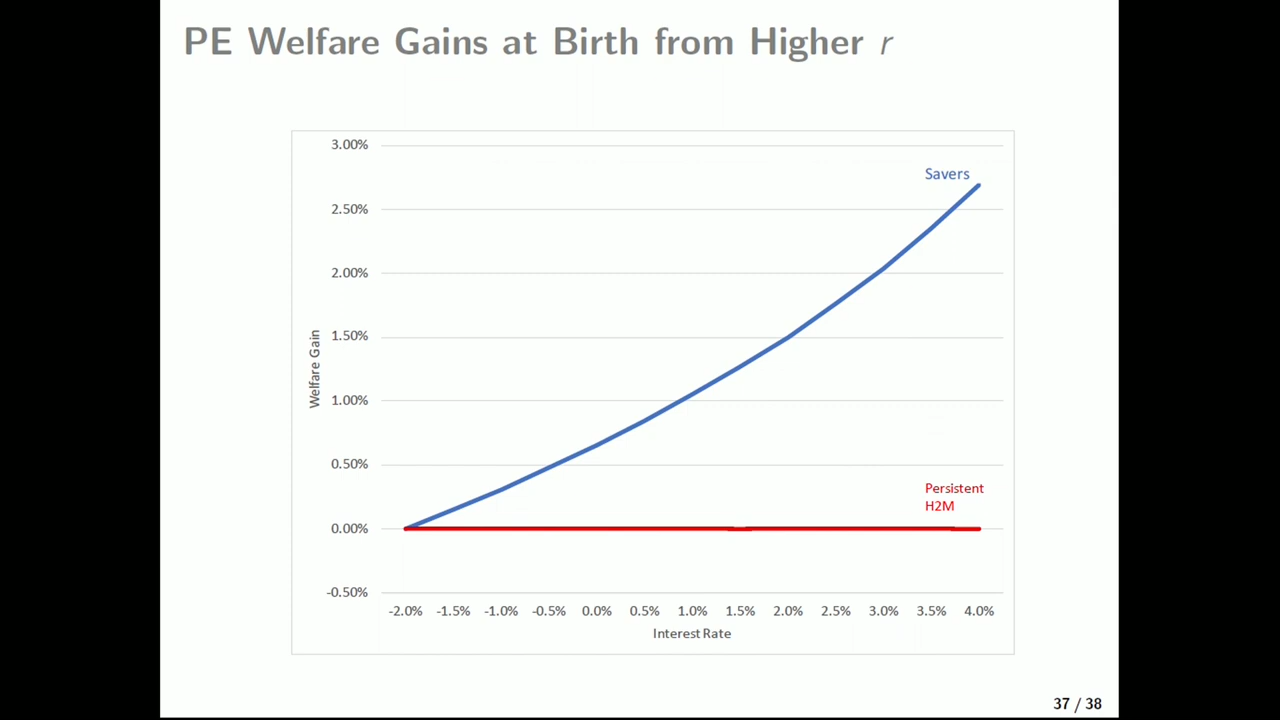 PE Welfare Gains at Birth from Higher r
3.00%
2.50%
2.00%
1.50%
1.00%
0.50%
0.00%
-0.50%
Welfare Gain
Savers
Persistent
H2M
-2.0% -1.5% -1.0% -0.5% 0.0% 0.5% 1.0% 1.5% 2.0% 2.5% 3.0% 3.5% 4.0%
Interest Rate
37 / 38